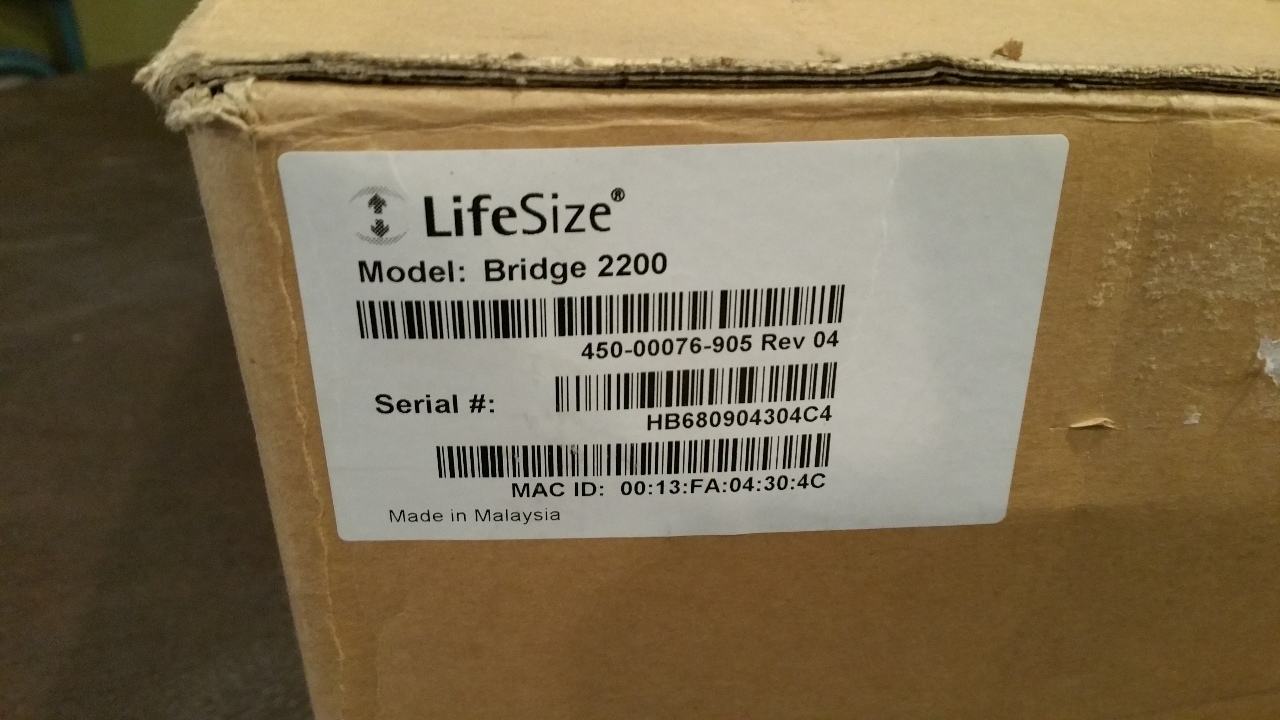 LifeSize®
Model: Bridge 2200
450-00076-905 Rev 04
Serial #:
HB680904304C4
MAC ID: 00:13:FA:04:30:4C
Made in Malaysia